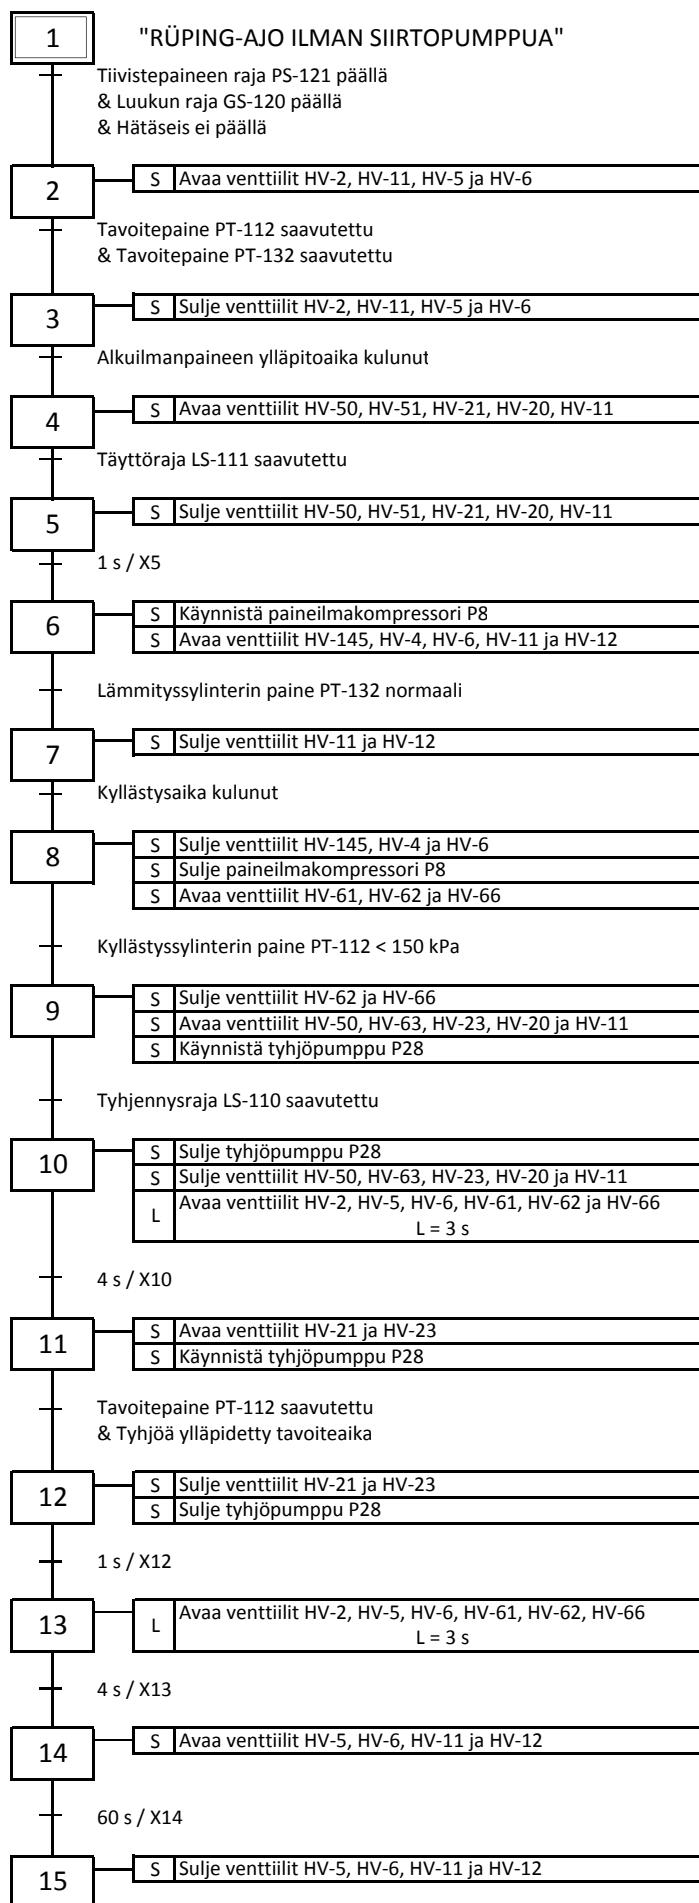 1
"RÜPING-AJO ILMAN SIIRTOPUMPPUA"
Tiivistepaineen raja PS-121 päällä
& Luukun raja GS-120 päällä
& Hätäseis ei päällä
2
S Avaa venttiilit HV-2, HV-11, HV-5 ja HV-6
Tavoitepaine PT-112 saavutettu
& Tavoitepaine PT-132 saavutettu
3
S Sulje venttiilit HV-2, HV-11, HV-5 ja HV-6
Alkuilmanpaineen ylläpitoaika kulunut
4
S Avaa venttiilit HV-50, HV-51, HV-21, HV-20, HV-11
Täyttöraja LS-111 saavutettu
5
S Sulje venttiilit HV-50, HV-51, HV-21, HV-20, HV-11
1 s / X5
6
S Käynnistä paineilmakompressori P8
S Avaa venttiilit HV-145, HV-4, HV-6, HV-11 ja HV-12
Lämmityssylinterin paine PT-132 normaali
7
S Sulje venttiilit HV-11 ja HV-12
Kyllästysaika kulunut
8
S Sulje venttiilit HV-145, HV-4 ja HV-6
S Sulje paineilmakompressori P8
S Avaa venttiilit HV-61, HV-62 ja HV-66
Kyllästyssylinterin paine PT-112 < 150 kPa
9
S Sulje venttiilit HV-62 ja HV-66
S Avaa venttiilit HV-50, HV-63, HV-23, HV-20 ja HV-11
S Käynnistä tyhjöpumppu P28
Tyhjennysraja LS-110 saavutettu
10
S Sulje tyhjöpumppu P28
S Sulje venttiilit HV-50, HV-63, HV-23, HV-20 ja HV-11
L Avaa venttiilit HV-2, HV-5, HV-6, HV-61, HV-62 ja HV-66
L = 3 s
4 s / X10
11
S Avaa venttiilit HV-21 ja HV-23
S Käynnistä tyhjöpumppu P28
Tavoitepaine PT-112 saavutettu
& Tyhjöä ylläpidetty tavoiteaika
12
S Sulje venttiilit HV-21 ja HV-23
S Sulje tyhjöpumppu P28
1 s / X12
13
L Avaa venttiilit HV-2, HV-5, HV-6, HV-61, HV-62, HV-66
L = 3 s
4 s / X13
14
S Avaa venttiilit HV-5, HV-6, HV-11 ja HV-12
60 s / X14
15
S Sulje venttiilit HV-5, HV-6, HV-11 ja HV-12